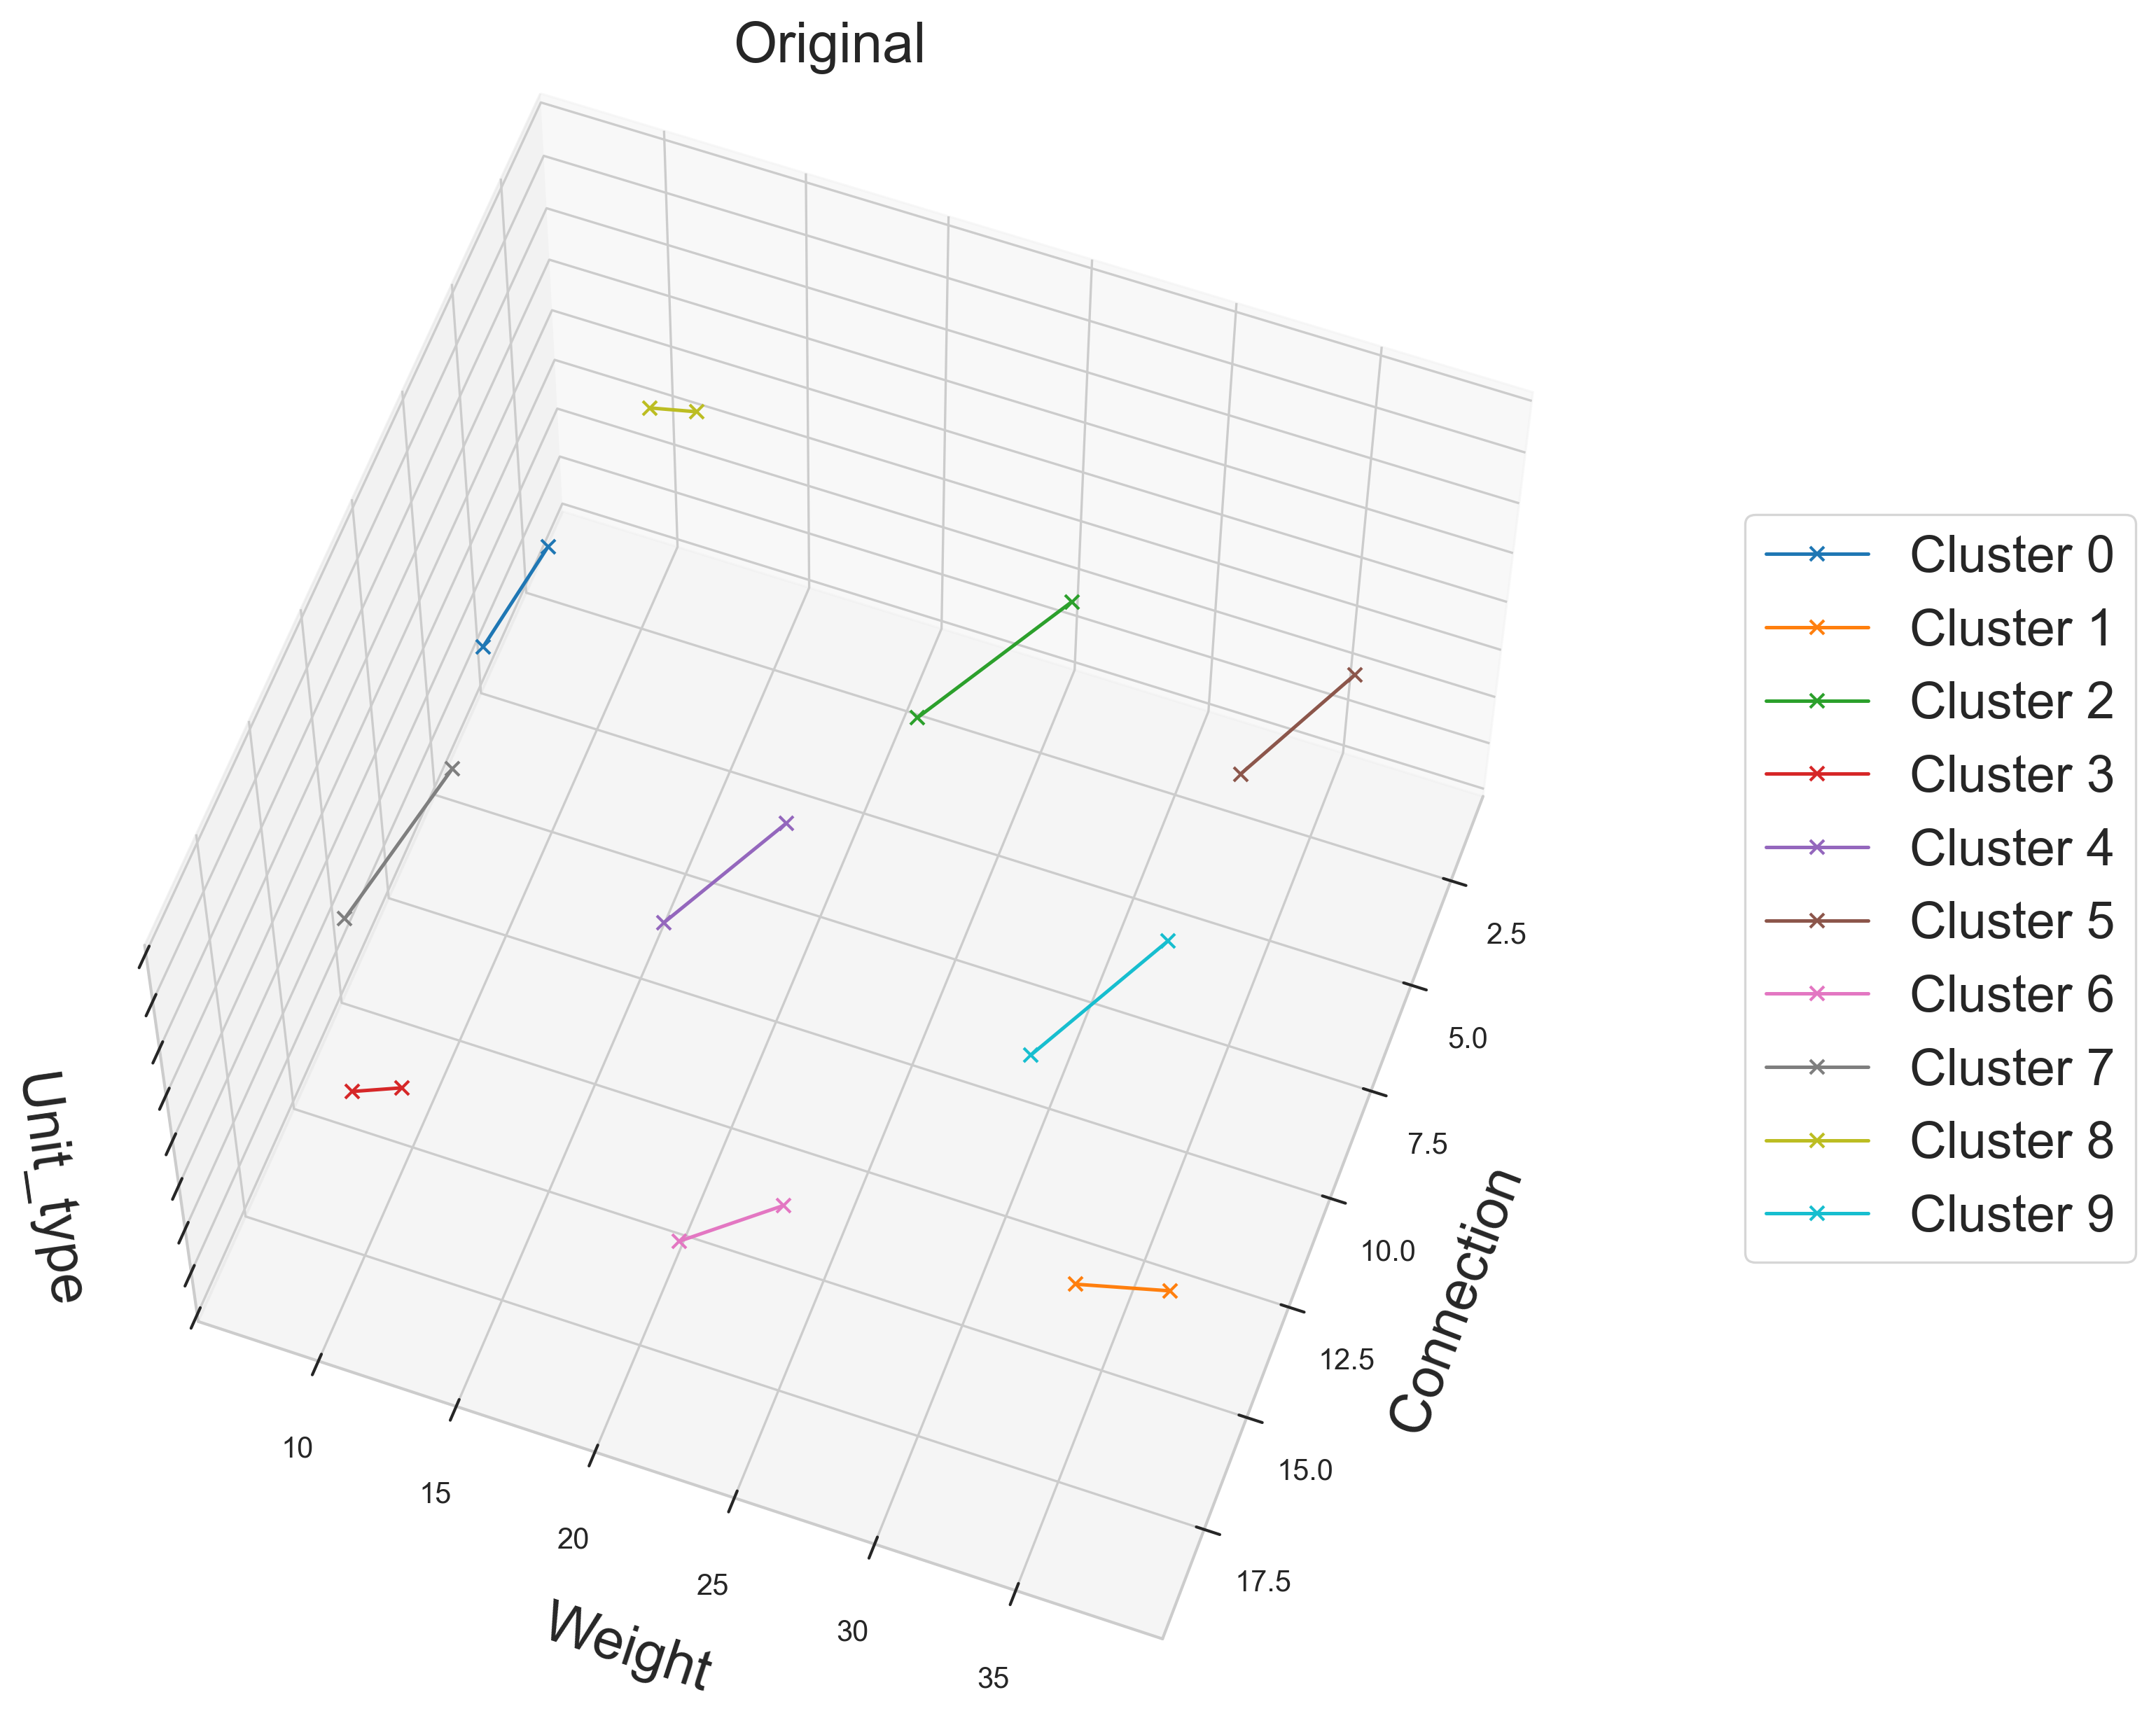 Original
Unit_type
10
15
20
25
30
35
Weight
2.5
5.0
7.5
10.0
12.5
15.0
17.5
Connection
Cluster 0
Cluster 1
Cluster 2
Cluster 3
Cluster 4
Cluster 5
Cluster 6
Cluster 7
Cluster 8
Cluster 9